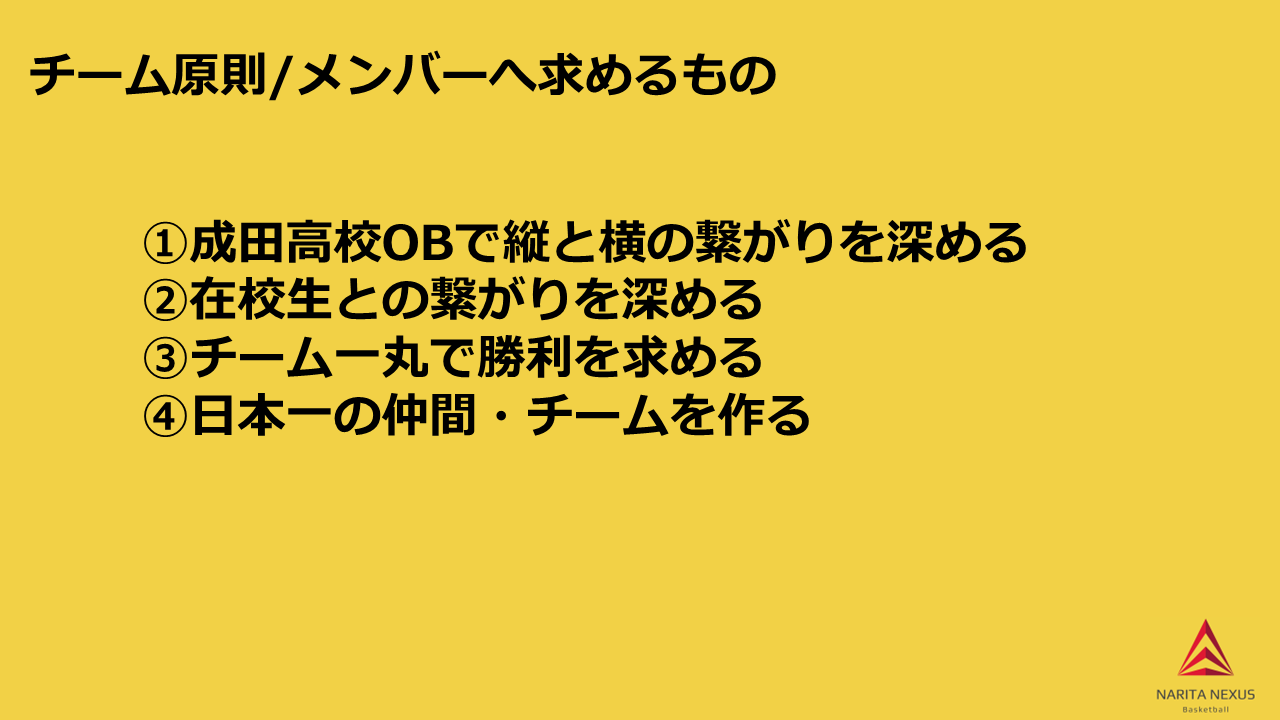 チーム原則/メンバーへ求めるもの
①成田高校OBで縦と横の繋がりを深める
②在校生との繋がりを深める
③チーム一丸で勝利を求める
④日本一の仲間・チームを作る
NARITA NEXUS
Basketball